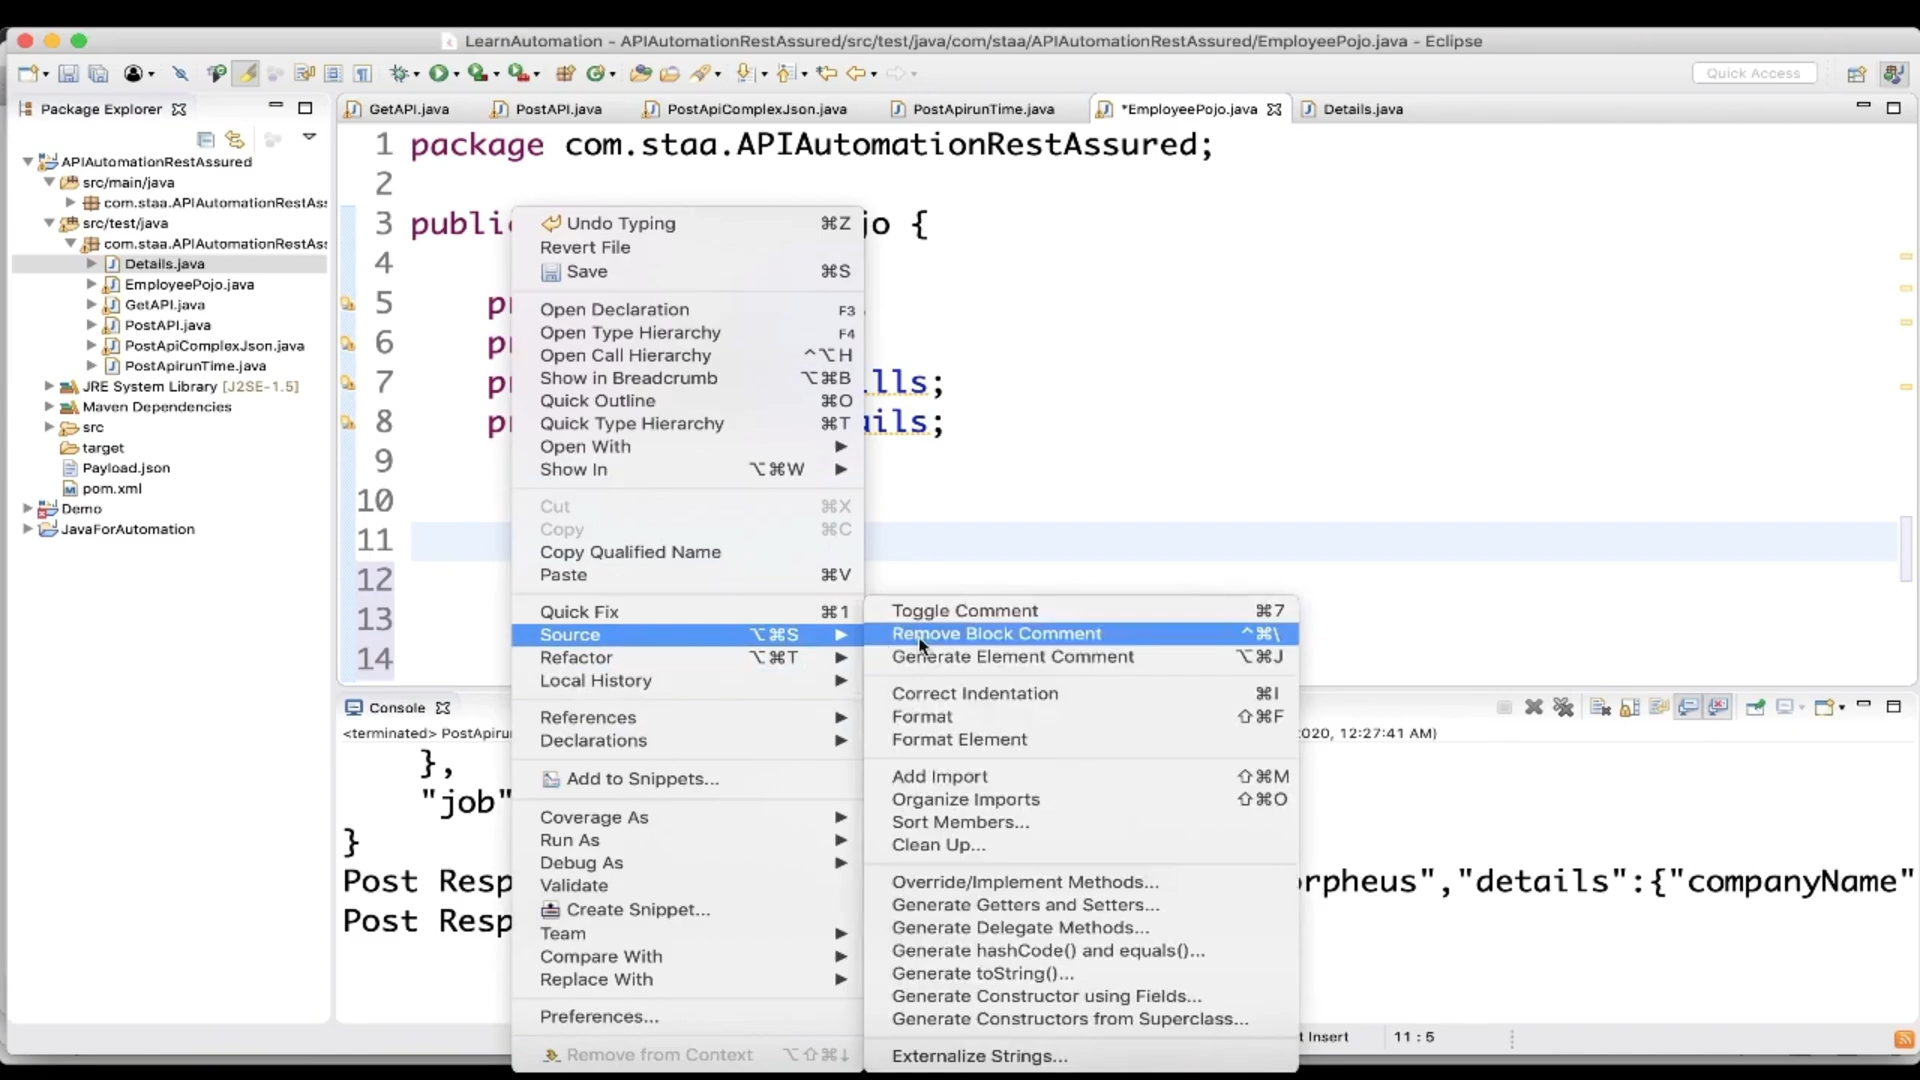 LearnAutomation - APIAutomationRestAssured/src/test/java/com/staa/APIAutomationRestAssured/EmployeePojo.java - Eclipse
Quick Access
Package Explorer
GetAPI.java
PostAPI.java
PostApiComplexJson.java
PostApirunTime.java
*EmployeePojo.java
Details.java
APIAutomationRestAssured
src/main/java
com.staa.APIAutomationRestAs
src/test/java
com.staa.APIAutomationRestAs
Details.java
EmployeePojo.java
GetAPI.java
PostAPI.java
PostApiComplexJson.java
PostApirunTime.java
JRE System Library [J2SE-1.5]
Maven Dependencies
src
target
Payload.json
pom.xml
Demo
JavaForAutomation
1 package com.staa.APIAutomationRestAssured;
2
3 publi jo {
4
5 pr
6 pr
7 pr lls;
8 pr ils;
9
10
11
12
13
14
Undo Typing ⌘Z
Revert File
Save ⌘S
Open Declaration F3
Open Type Hierarchy F4
Open Call Hierarchy ^⌥H
Show in Breadcrumb ⌥⌘B
Quick Outline ⌘O
Quick Type Hierarchy ⌘T
Open With
Show In ⌥⌘W
Cut ⌘X
Copy ⌘C
Copy Qualified Name
Paste ⌘V
Quick Fix ⌘1
Source ⌥⌘S
Refactor ⌥⌘T
Local History
References
Declarations
Add to Snippets...
Coverage As
Run As
Debug As
Validate
Create Snippet...
Team
Compare With
Replace With
Preferences...
Remove from Context ⌥⇧⌘↓
Toggle Comment ⌘7
Remove Block Comment ^⌘\
Generate Element Comment ⌥⌘J
Correct Indentation ⌘I
Format ⇧⌘F
Format Element
Add Import ⇧⌘M
Organize Imports ⇧⌘O
Sort Members...
Clean Up...
Override/Implement Methods...
Generate Getters and Setters...
Generate Delegate Methods...
Generate hashCode() and equals()...
Generate toString()...
Generate Constructor using Fields...
Generate Constructors from Superclass...
Externalize Strings...
Console
<terminated> PostApirur 020, 12:27:41 AM)
},
"job"
}
Post Resp orpheus","details":{"companyName"
Post Resp
t Insert 11 : 5